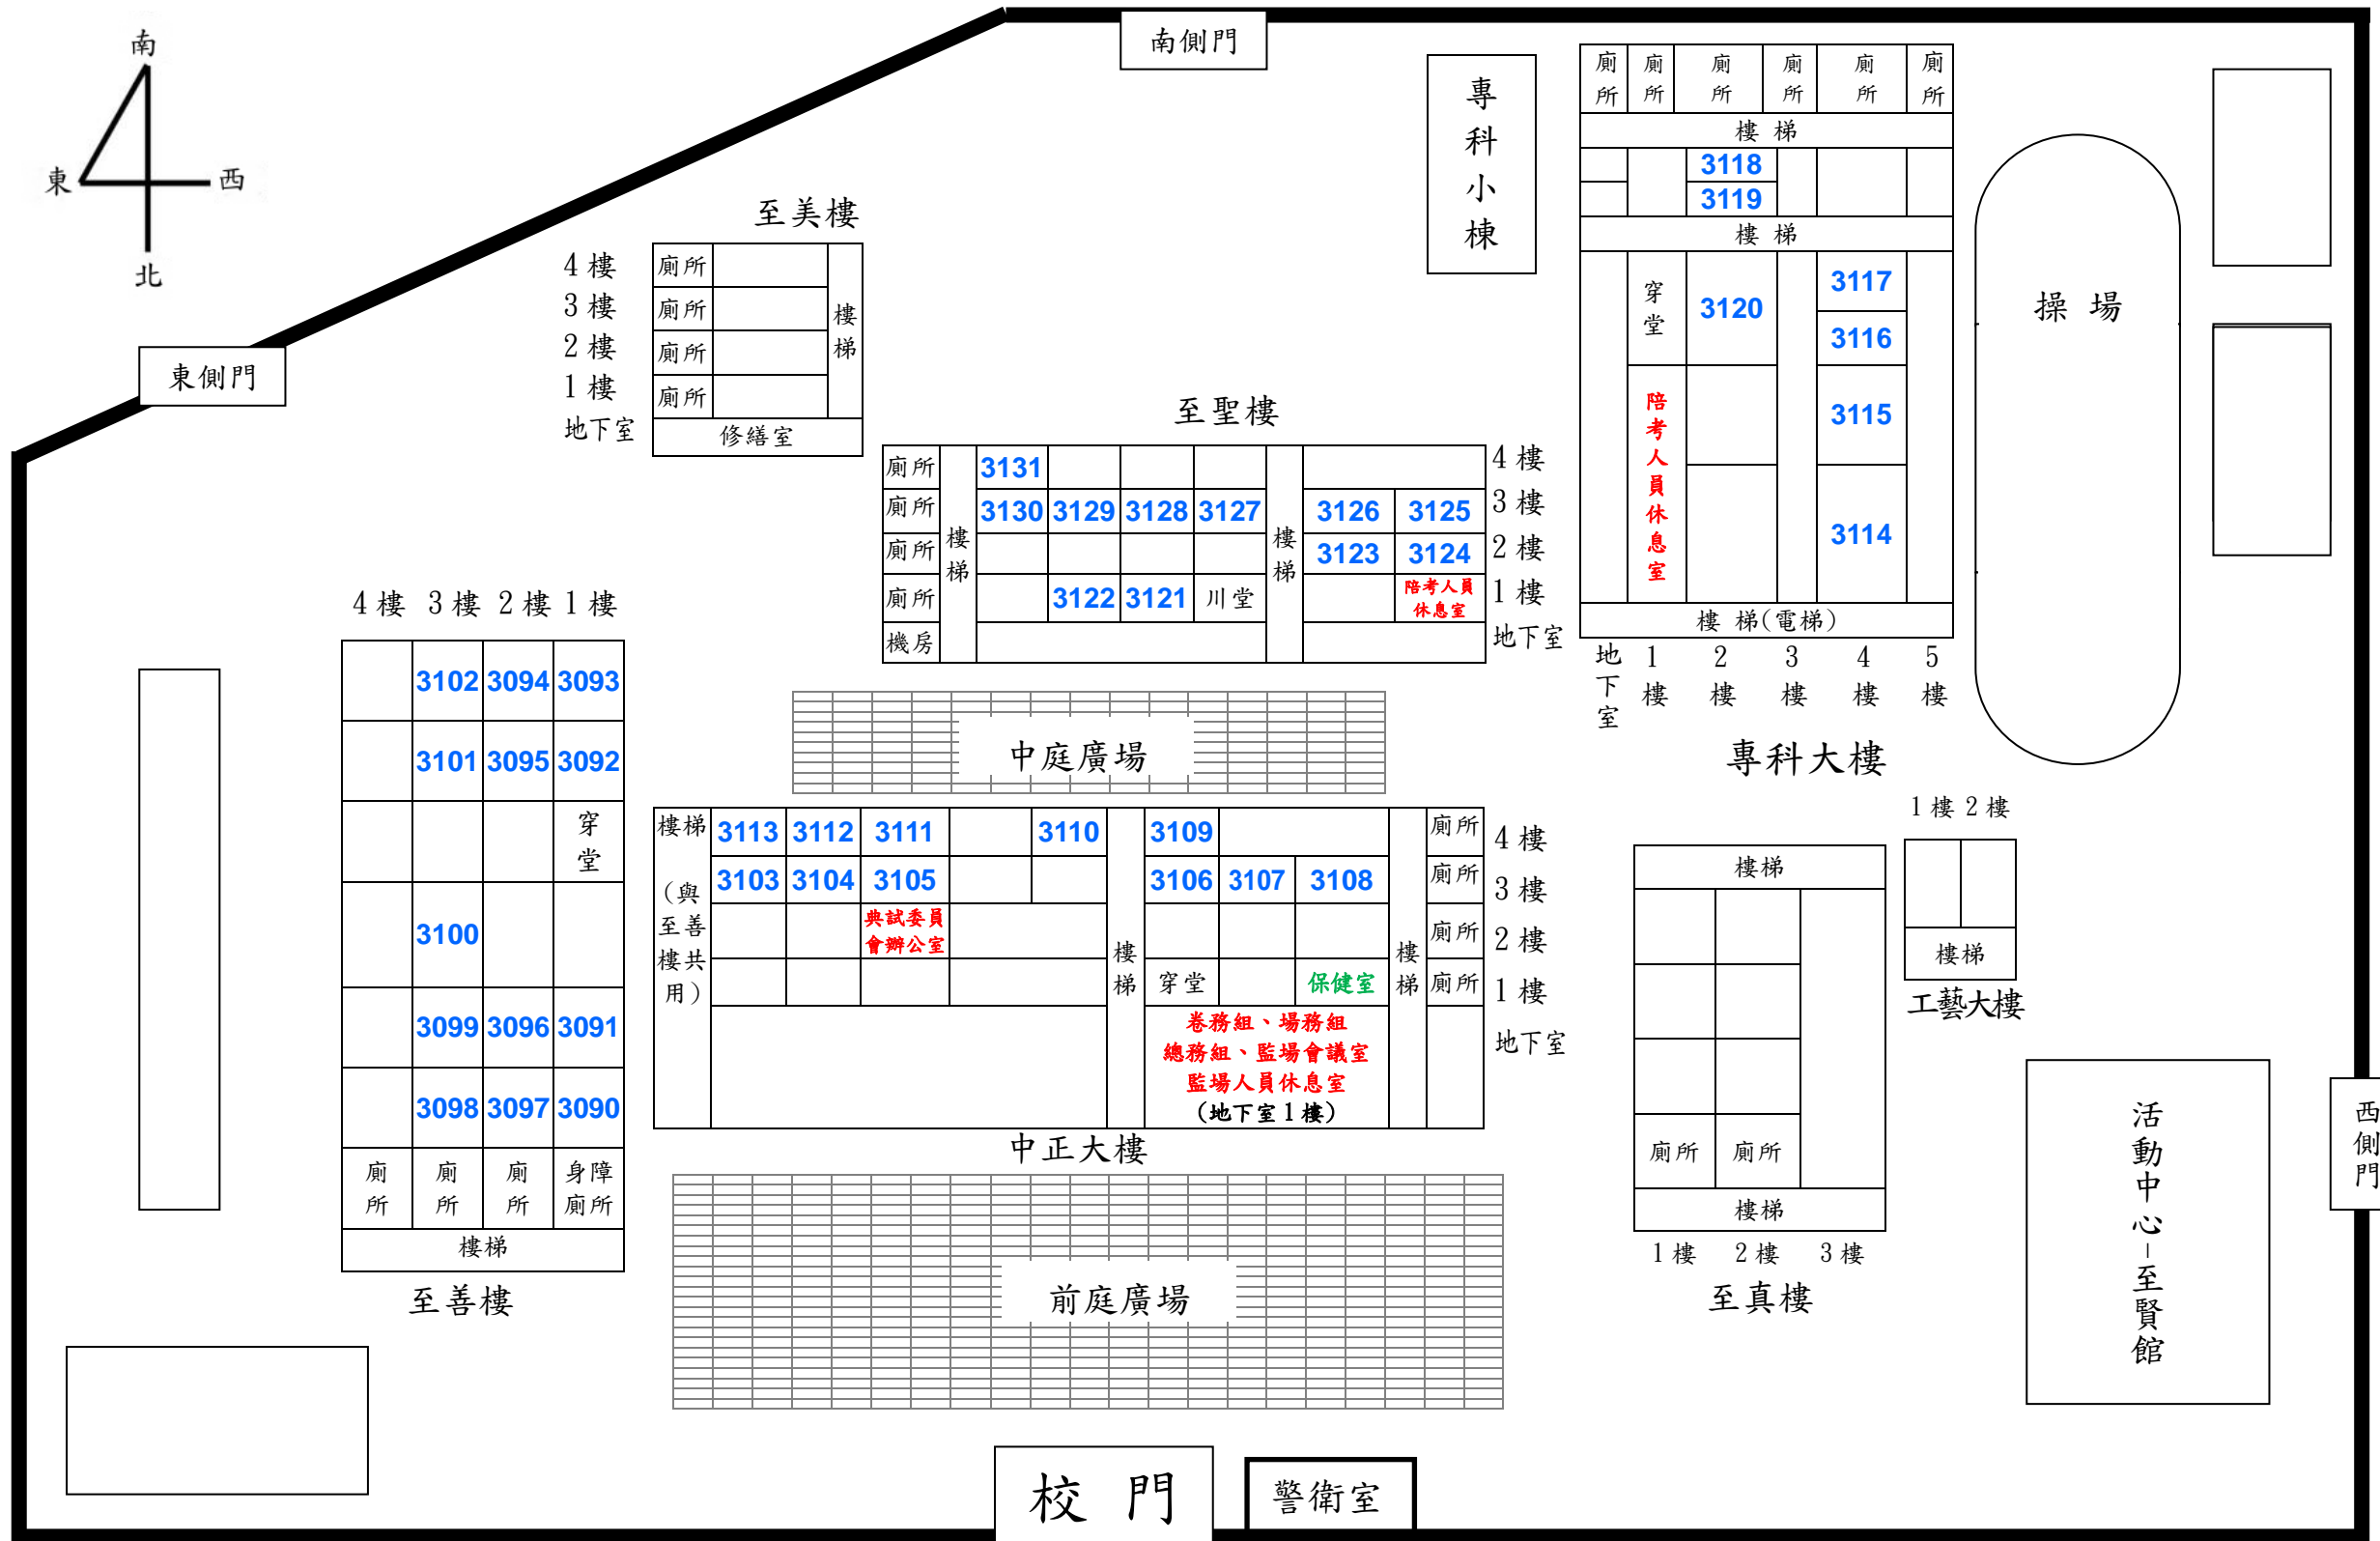 南
東
西
北
南側門
東側門
專科小棟
廁所 廁所 廁所 廁所 廁所 廁所
樓 梯
3118
3119
樓 梯
穿堂
3120
3117
3116
3115
3114
陪考人員休息室
樓 梯(電梯)
地下室 1樓 2樓 3樓 4樓 5樓
專科大樓
操 場
至美樓
4樓 廁所
3樓 廁所
2樓 廁所
1樓 廁所
樓梯
地下室 修繕室
至聖樓
廁所 3131 4樓
廁所 3130 3129 3128 3127 3126 3125 3樓
樓梯 樓梯
廁所 3123 3124 2樓
廁所 3122 3121 川堂 陪考人員休息室 1樓
機房 地下室
中庭廣場
4樓 3樓 2樓 1樓
3102 3094 3093
3101 3095 3092
穿堂
3100
3099 3096 3091
3098 3097 3090
廁所 廁所 廁所 身障廁所
樓梯
至善樓
樓梯
(與至善樓共用)
3113 3112 3111 3110 3109 廁所 4樓
3103 3104 3105 3106 3107 3108 廁所 3樓
典試委員會辦公室 廁所 2樓
樓梯 樓梯
穿堂 保健室 廁所 1樓
卷務組、場務組
總務組、監場會議室
監場人員休息室
(地下室1樓)
地下室
中正大樓
前庭廣場
1樓 2樓
樓梯
工藝大樓
樓梯
廁所 廁所
樓梯
1樓 2樓 3樓
至真樓
活動中心-至賢館
西側門
校 門
警衛室